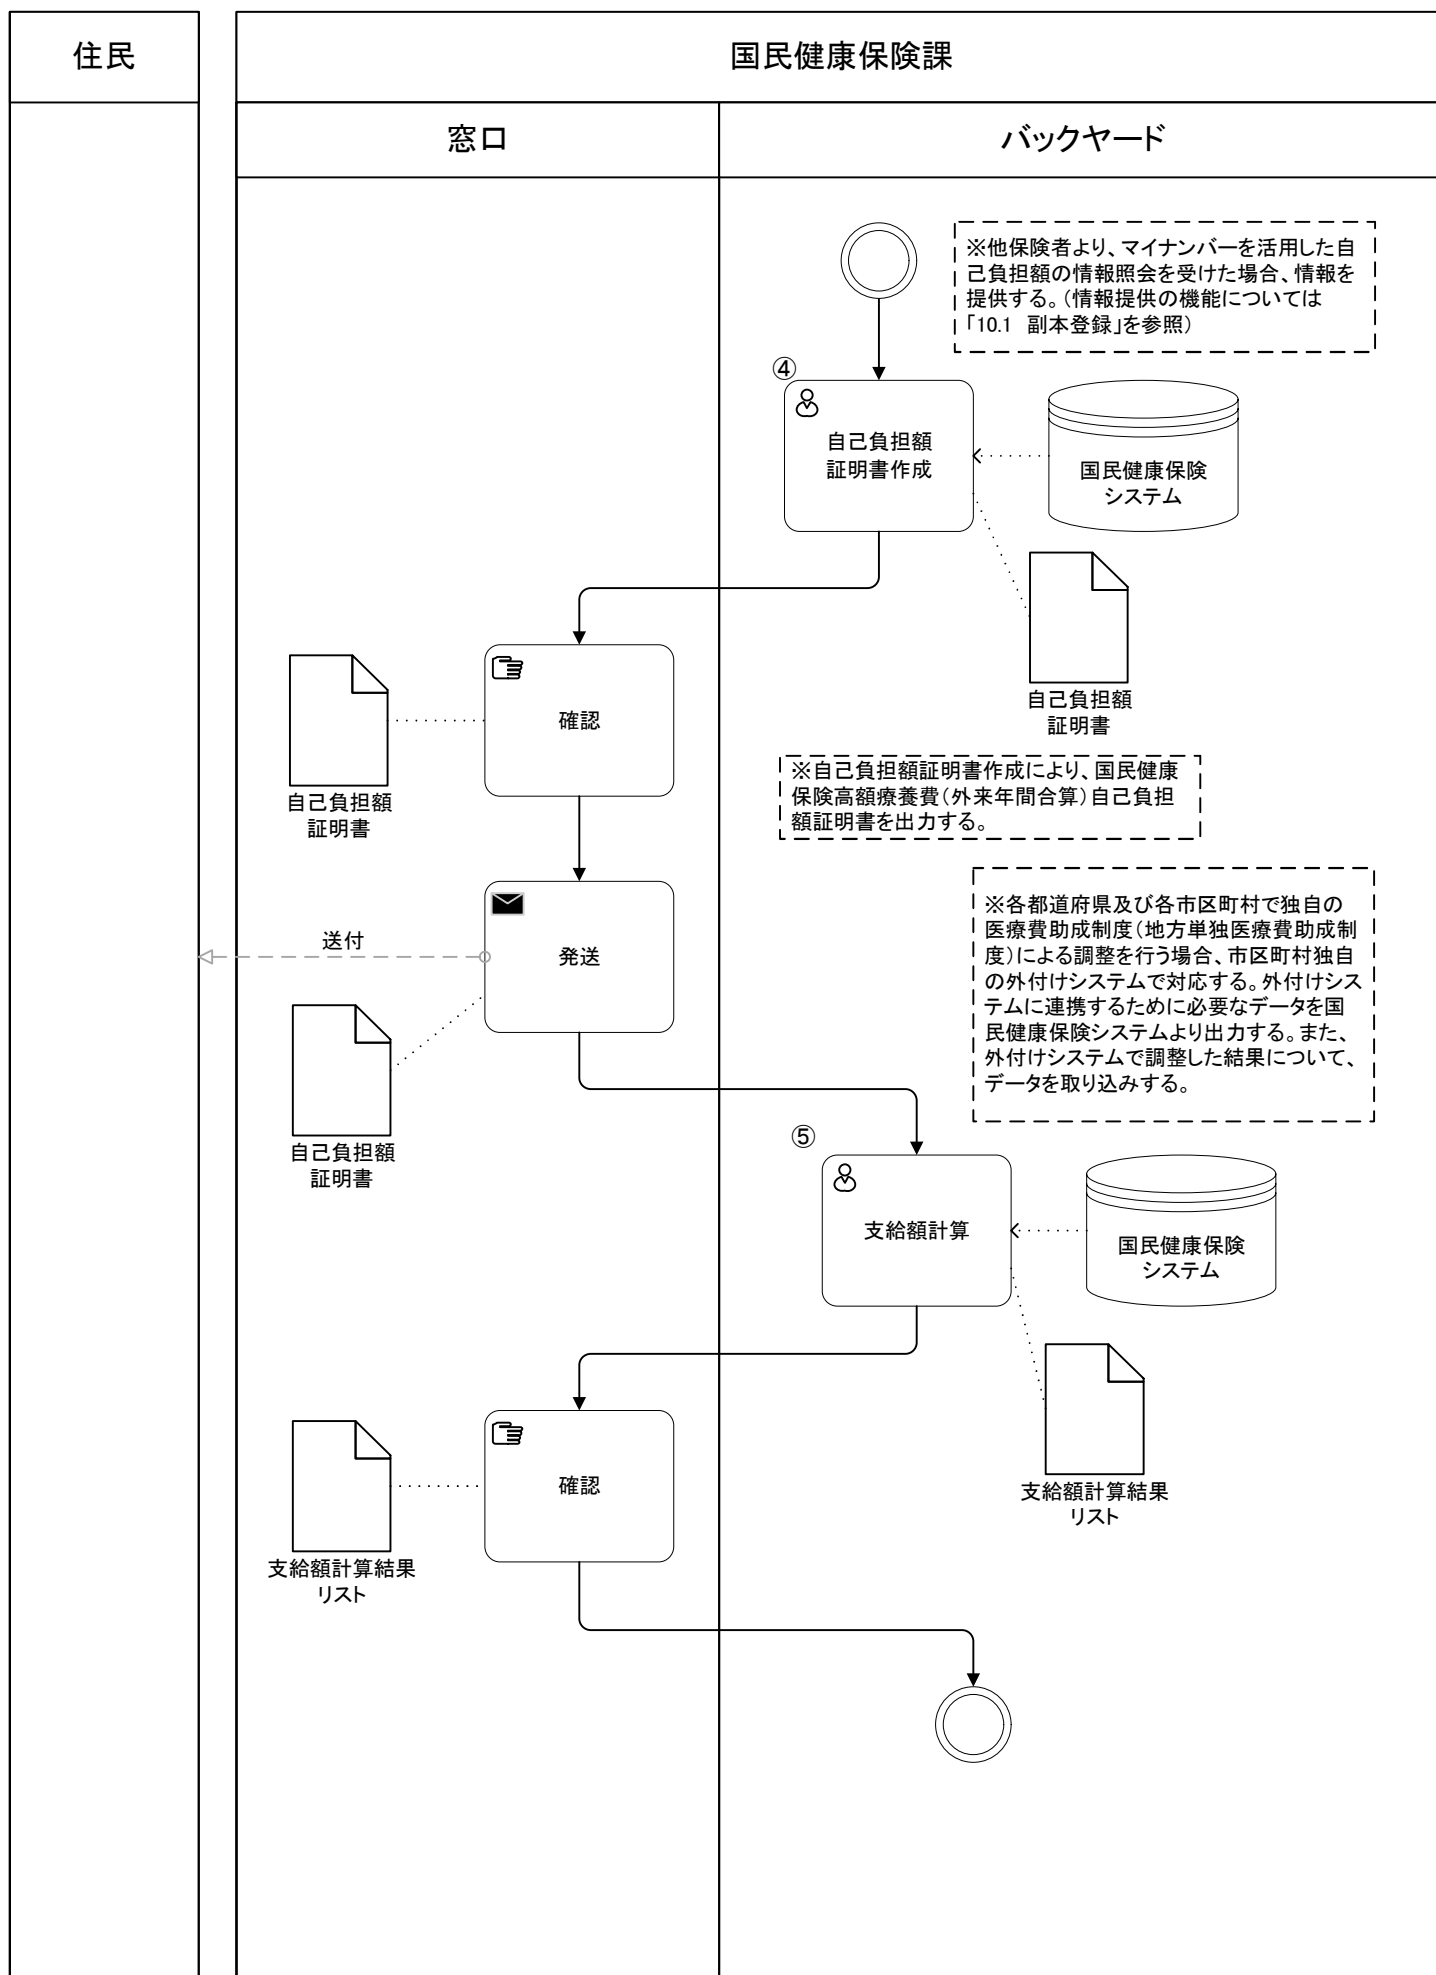 住民
国民健康保険課
窓口
バックヤード
※他保険者より、マイナンバーを活用した自
己負担額の情報照会を受けた場合、情報を
提供する。(情報提供の機能については
「10.1 副本登録」を参照)
④
自己負担額
証明書作成
国民健康保険
システム
自己負担額
証明書
確認
自己負担額
証明書
※自己負担額証明書作成により、国民健康
保険高額療養費(外来年間合算)自己負担
額証明書を出力する。
※各都道府県及び各市区町村で独自の
医療費助成制度(地方単独医療費助成制
度)による調整を行う場合、市区町村独自
の外付けシステムで対応する。外付けシス
テムに連携するために必要なデータを国
民健康保険システムより出力する。また、
外付けシステムで調整した結果について、
データを取り込みする。
送付
発送
自己負担額
証明書
⑤
支給額計算
国民健康保険
システム
支給額計算結果
リスト
確認
支給額計算結果
リスト